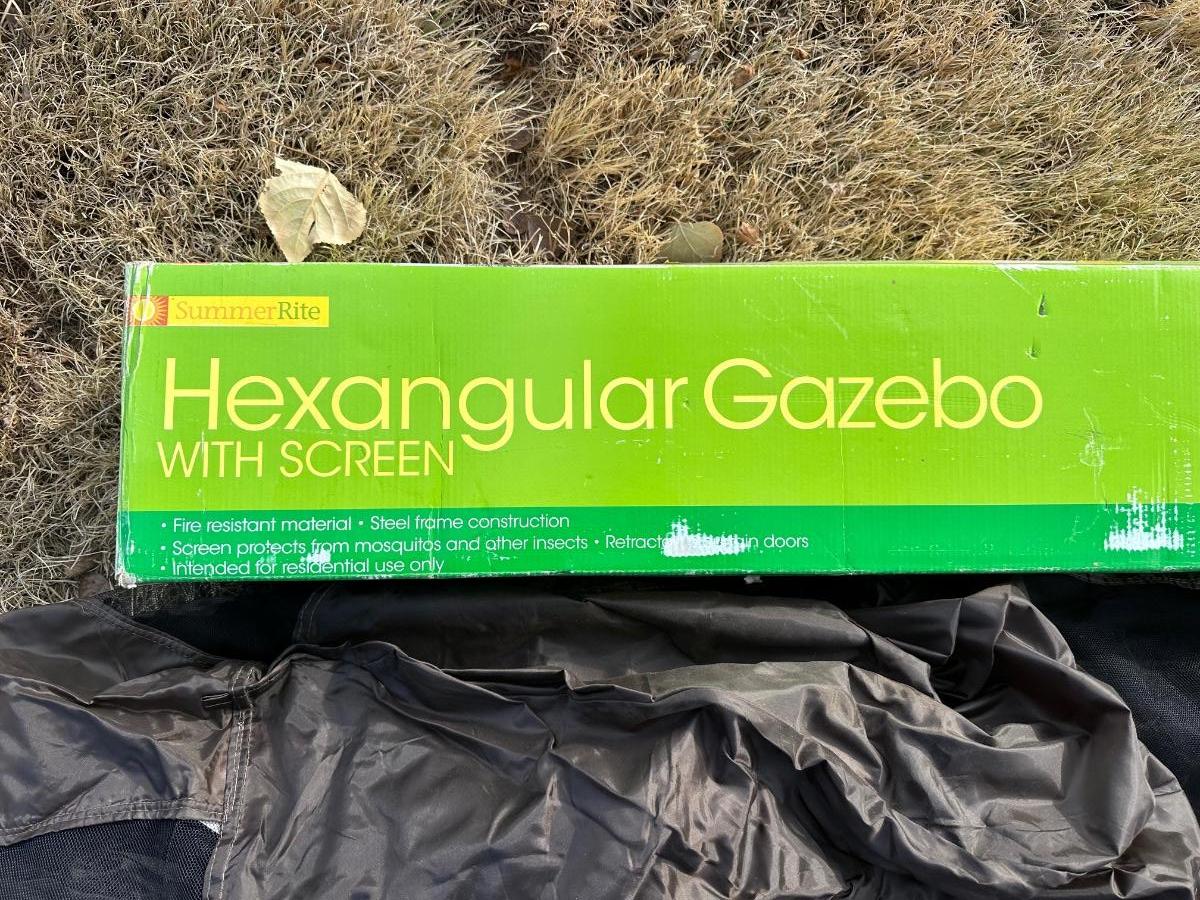 SummerRite
Hexangular Gazebo
WITH SCREEN
• Fire resistant material • Steel frame construction
• Screen protects from mosquitos and other insects • doors
• Intended for residential use only